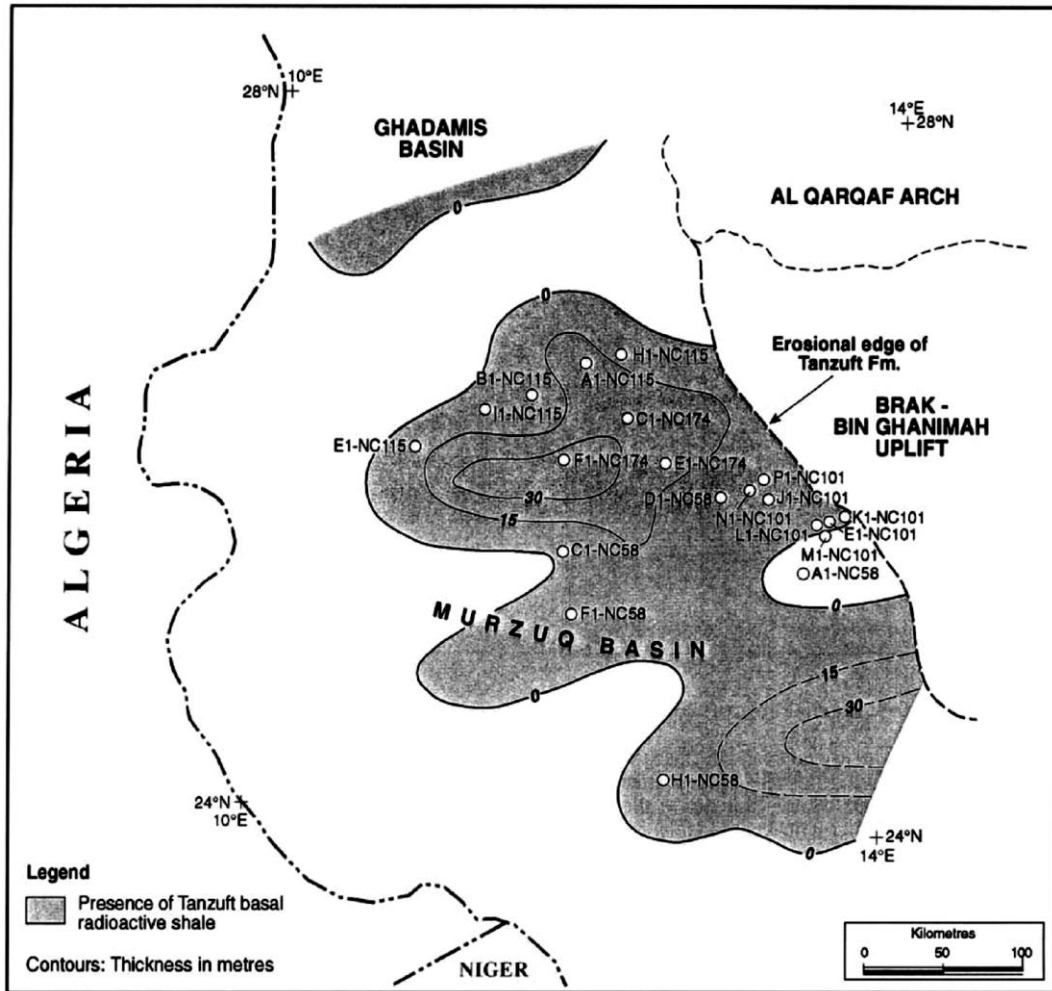 10°E
28°N
14°E
28°N
GHADAMIS
BASIN
AL QARQAF ARCH
0
0
Erosional edge of
Tanzuft Fm.
BRAK -
BIN GHANIMAH
UPLIFT
ALGERIA
H1-NC115
A1-NC115
B1-NC115
I1-NC115
C1-NC174
E1-NC115
F1-NC174
E1-NC174
P1-NC101
D1-NC58
J1-NC101
N1-NC101
30
15
K1-NC101
L1-NC101
E1-NC101
M1-NC101
C1-NC58
A1-NC58
0
F1-NC58
MURZUQ BASIN
0
15
30
H1-NC58
24°N
10°E
24°N
14°E
0
Legend
Presence of Tanzuft basal
radioactive shale
Contours: Thickness in metres
NIGER
Kilometres
0 50 100